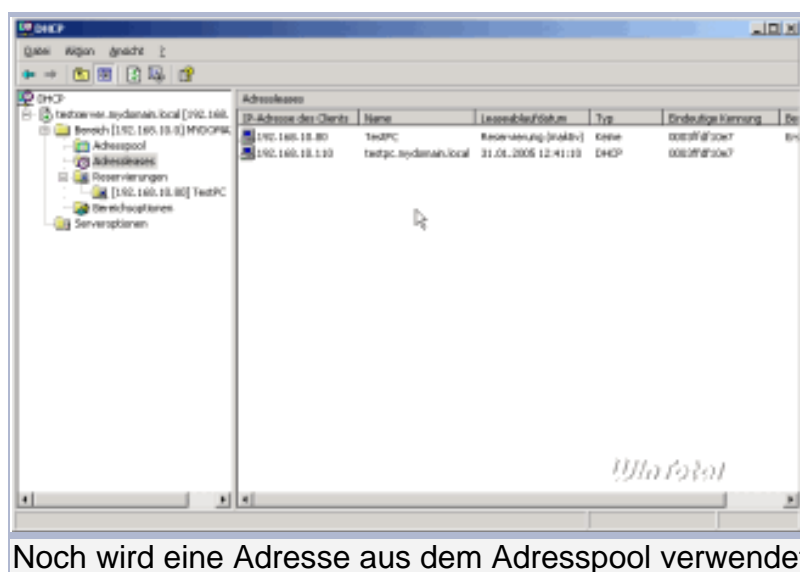 DHCP
Datei Aktion Ansicht ?
DHCP
testserver.mydomain.local [192.168.
Bereich [192.168.10.0] MYDOMA
Adresspool
Adressleases
Reservierungen
[192.168.10.80] TestPC
Bereichsoptionen
Serveroptionen
Adressleases
IP-Adresse des Clients Name Leaseablaufdatum Typ Eindeutige Kennung Be
192.168.10.80 TestPC Reservierung (inaktiv) Keine
192.168.10.110 testpc.mydomain.local 31.01.2005 12:41:10 DHCP
WinTotal
Noch wird eine Adresse aus dem Adresspool verwendet